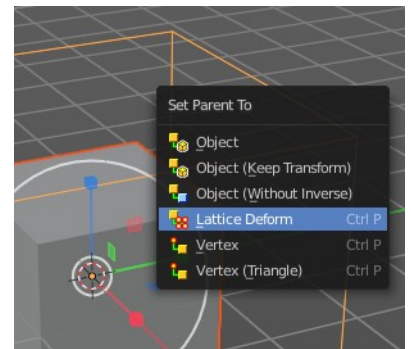 Set Parent To
Object
Object (Keep Transform)
Object (Without Inverse)
Lattice Deform Ctrl P
Vertex Ctrl P
Vertex (Triangle) Ctrl P